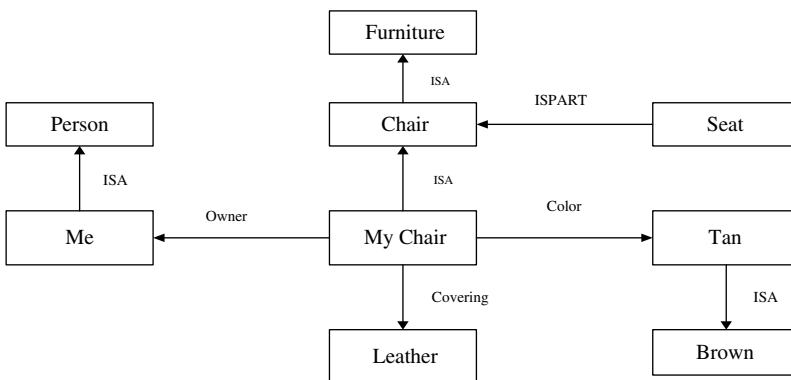 Furniture
ISA
ISPART
Person
Chair
Seat
ISA
ISA
Owner
Color
Me
My Chair
Tan
Covering
ISA
Leather
Brown